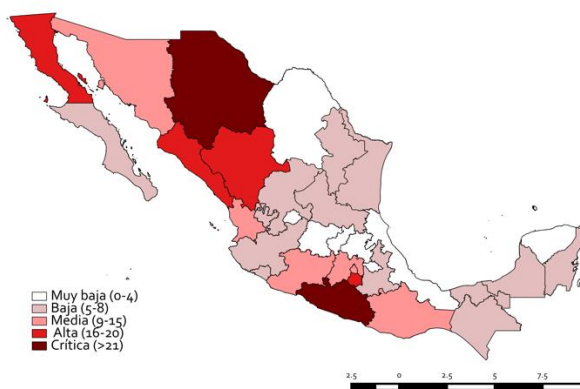 Muy baja (0-4)
Baja (5-8)
Media (9-15)
Alta (16-20)
Crítica (>21)
2.5 0 2.5 5 7.5